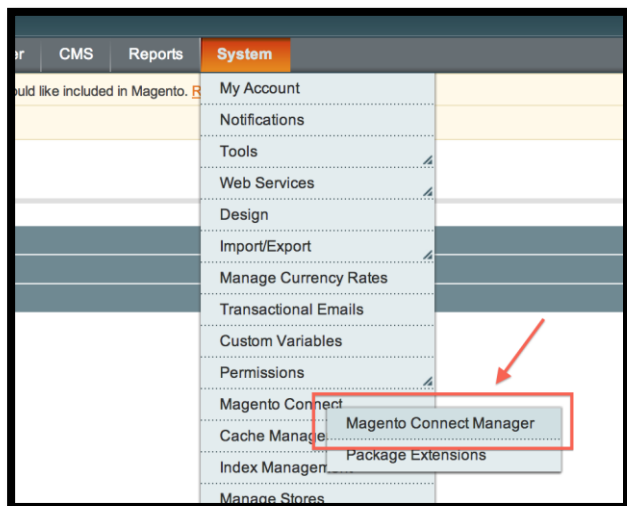 er CMS Reports System
ould like included in Magento. R
My Account
Notifications
Tools
Web Services
Design
Import/Export
Manage Currency Rates
Transactional Emails
Custom Variables
Permissions
Magento Connect
Magento Connect Manager
Cache Manage
Package Extensions
Index Managem
Manage Stores